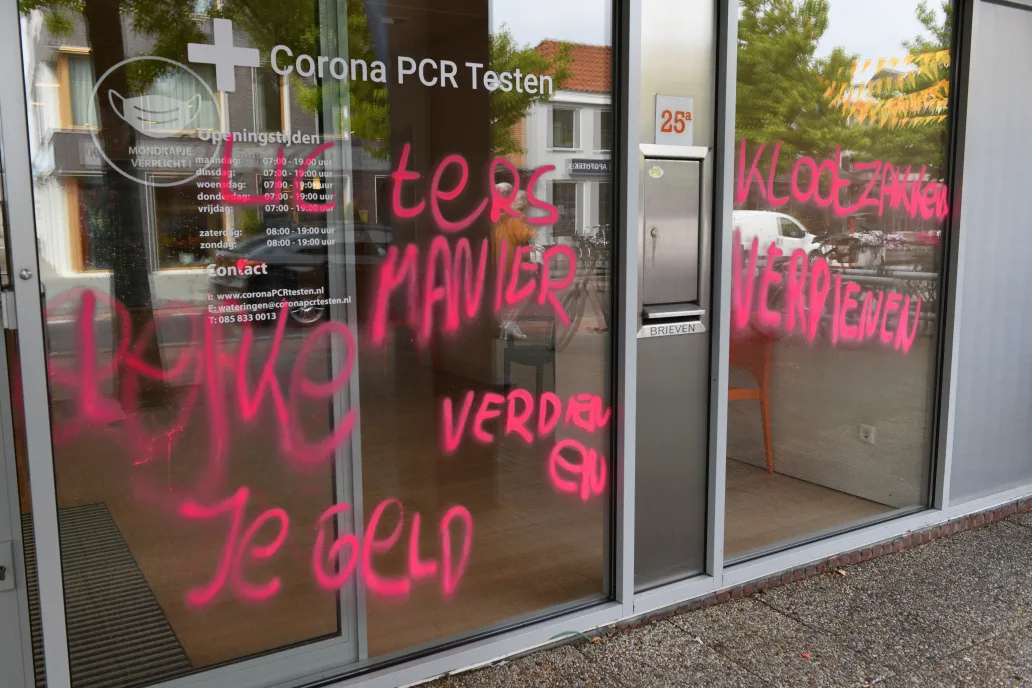 Corona PCR Testen
MONDKAPJE
VERPLICHT!
Openingstijden
maandag: 07:00 - 19.00 uur
dinsdag: 07:00 - 19:00 uur
woensdag: 07:00 - 19:00 uur
donderdag: 07:00 - 19:00 uur
vrijdag: 07:00 - 19:00 uur
zaterdag: 08:00 - 19:00 uur
zondag: 08:00 - 19:00 uur
Contact
I: www.coronaPCRtesten.nl
E: wateringen@coronapcrtesten.nl
T: 085 833 0013
teRS
MANIER
VERDIEN
EN
Je GELD
25a
BRIEVEN
KLOOTZAKKEN
VERDIENEN